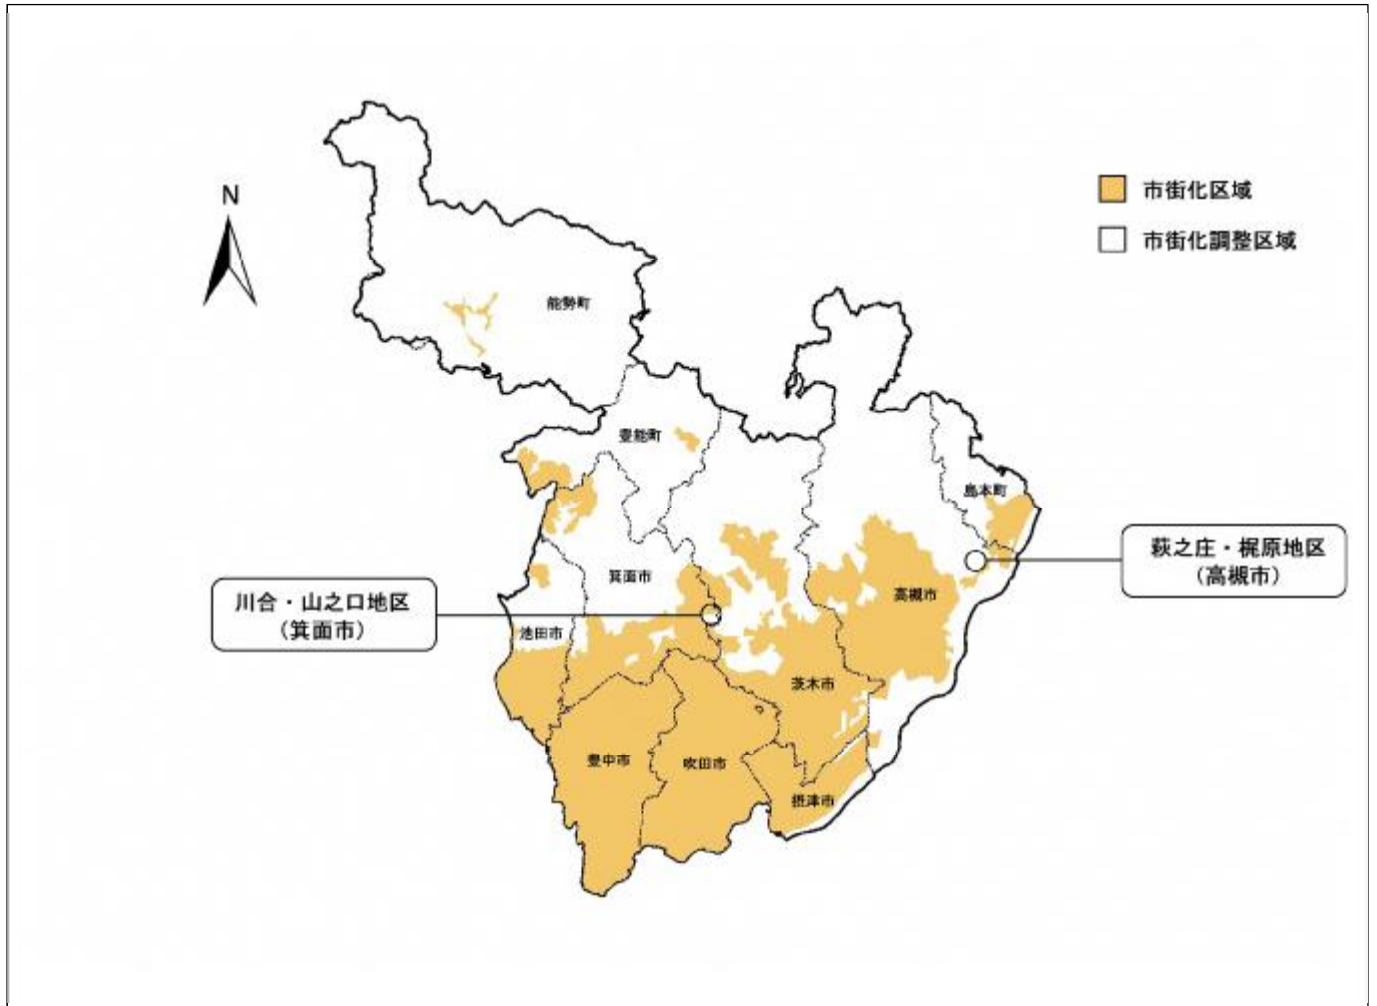 N
市街化区域
市街化調整区域
能勢町
豊能町
島本町
萩之庄・梶原地区
(高槻市)
箕面市
高槻市
川合・山之口地区
(箕面市)
池田市
茨木市
豊中市
吹田市
摂津市